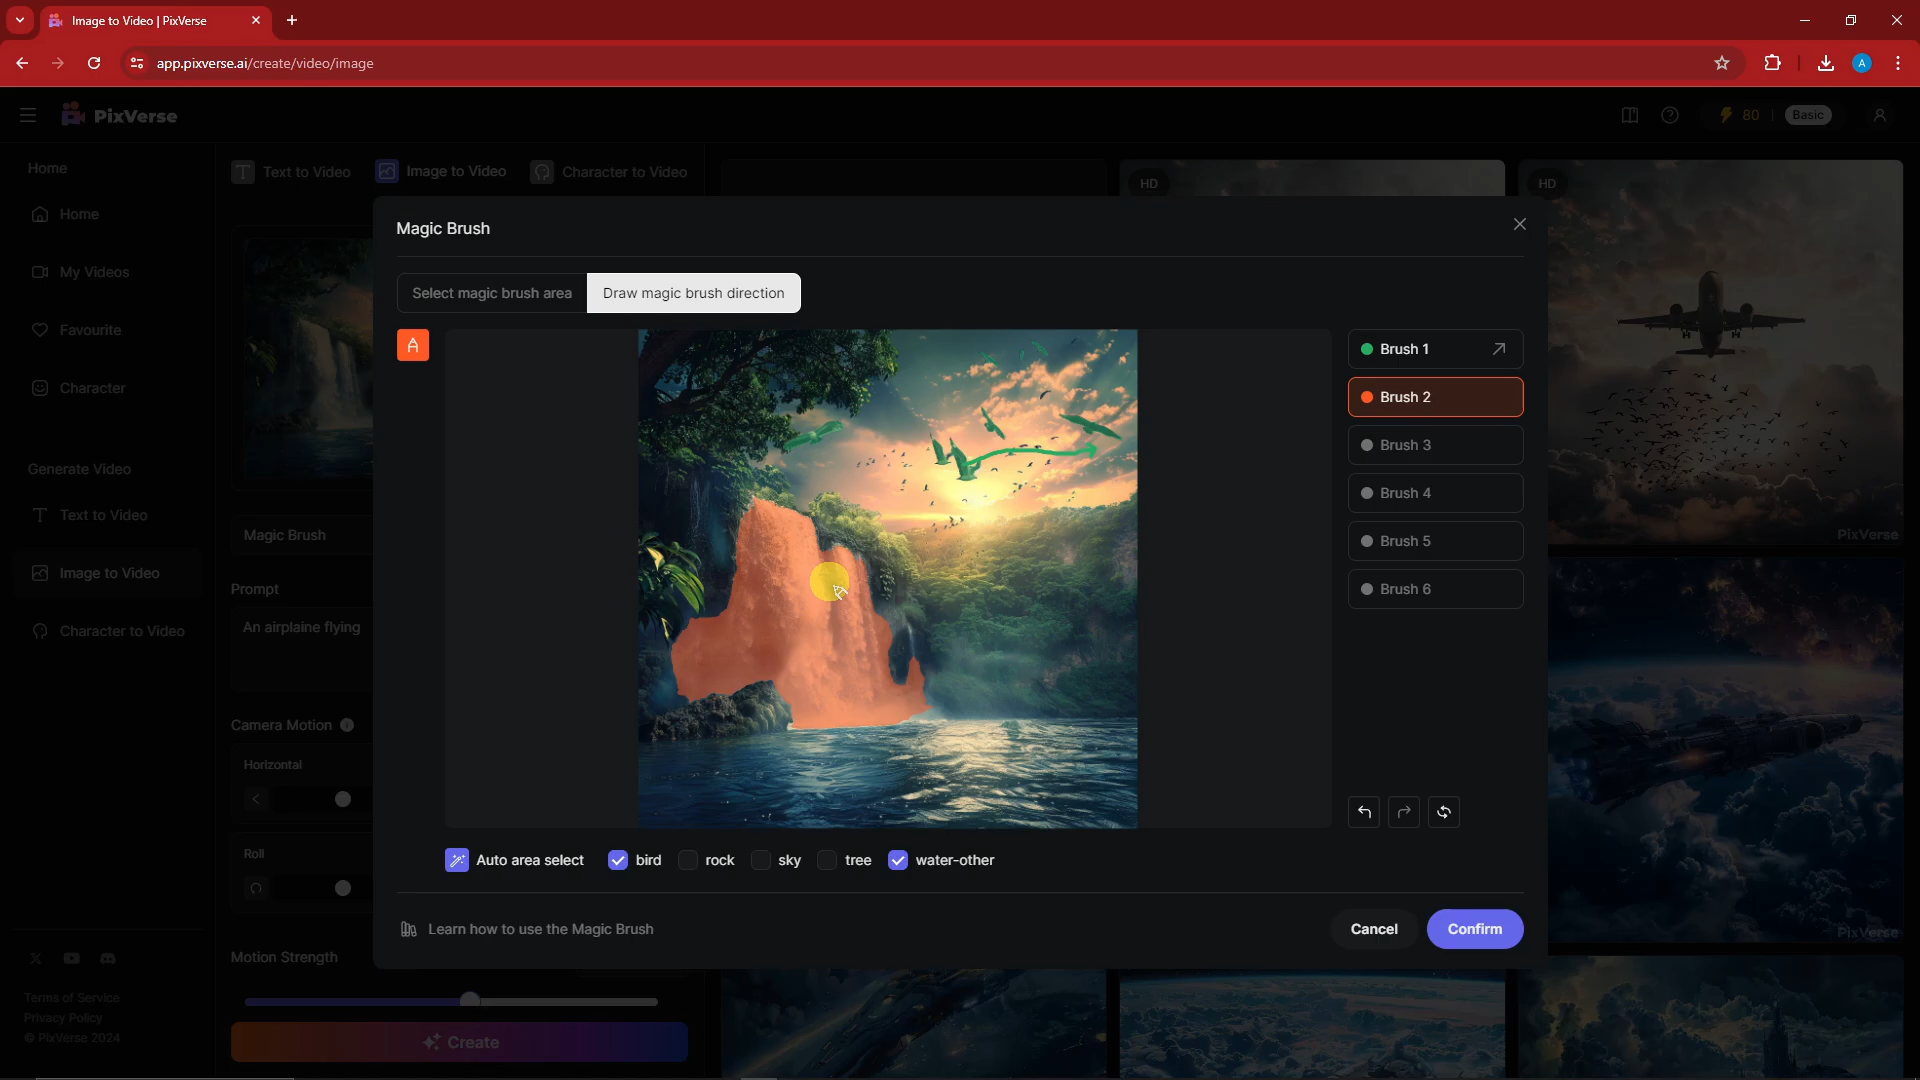 Image to Video | PixVerse
app.pixverse.ai/create/video/image
A
PixVerse
80
Basic
Home
Text to Video
Image to Video
Character to Video
HD
HD
Home
My Videos
Favourite
Character
Generate Video
Text to Video
Image to Video
Character to Video
Magic Brush
Prompt
An airplaine flying
Camera Motion
Horizontal
Roll
Motion Strength
Create
Terms of Service
Privacy Policy
© PixVerse 2024
Magic Brush
Select magic brush area
Draw magic brush direction
Brush 1
Brush 2
Brush 3
Brush 4
Brush 5
Brush 6
Auto area select
bird
rock
sky
tree
water-other
Learn how to use the Magic Brush
Cancel
Confirm
PixVerse
PixVerse